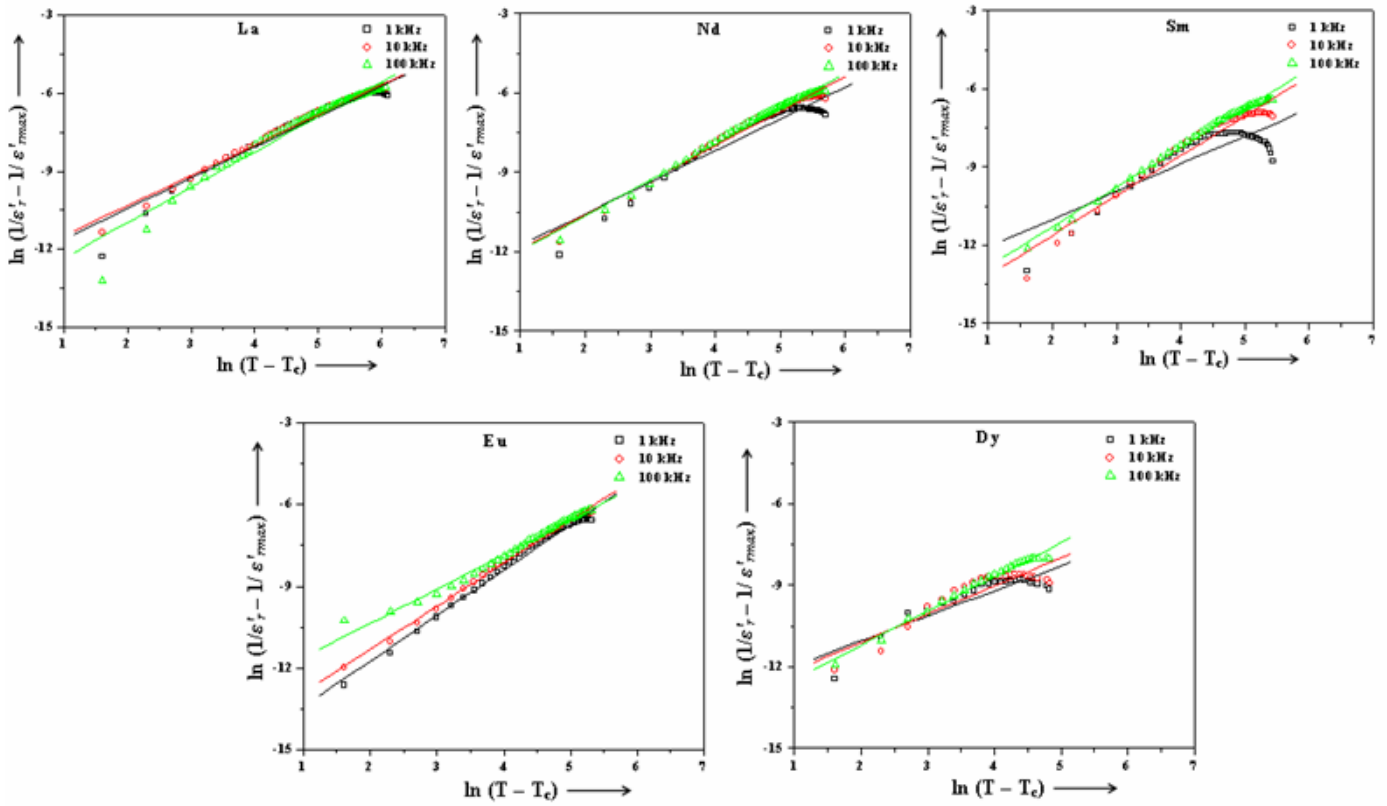 La
1 kHz
10 kHz
100 kHz
-3
-6
-9
-12
-15
1 2 3 4 5 6 7
ln (1/ε'r − 1/ ε'rmax)
ln (T − Tc)
Nd
1 kHz
10 kHz
100 kHz
-3
-6
-9
-12
-15
1 2 3 4 5 6 7
ln (1/ε'r − 1/ ε'rmax)
ln (T − Tc)
Sm
1 kHz
10 kHz
100 kHz
-3
-6
-9
-12
-15
1 2 3 4 5 6 7
ln (1/ε'r − 1/ ε'rmax)
ln (T − Tc)
Eu
1 kHz
10 kHz
100 kHz
-3
-6
-9
-12
-15
1 2 3 4 5 6 7
ln (1/ε'r − 1/ ε'rmax)
ln (T − Tc)
Dy
1 kHz
10 kHz
100 kHz
-3
-6
-9
-12
-15
1 2 3 4 5 6 7
ln (1/ε'r − 1/ ε'rmax)
ln (T − Tc)